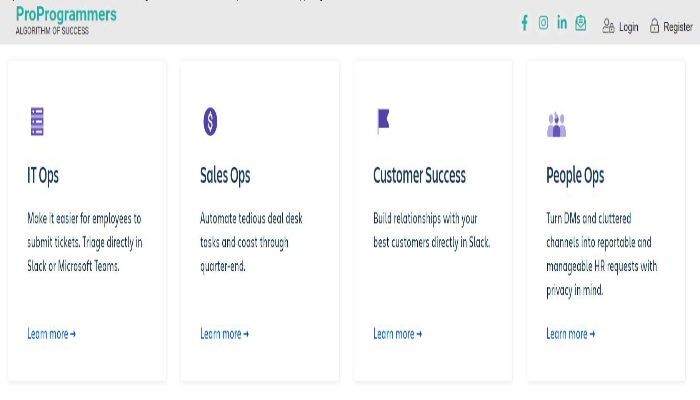 ProProgrammers
ALGORITHM OF SUCCESS
Login
Register
IT Ops
Make it easier for employees to
submit tickets. Triage directly in
Slack or Microsoft Teams.
Learn more →
Sales Ops
Automate tedious deal desk
tasks and coast through
quarter-end.
Learn more →
Customer Success
Build relationships with your
best customers directly in Slack.
Learn more →
People Ops
Turn DMs and cluttered
channels into reportable and
manageable HR requests with
privacy in mind.
Learn more →